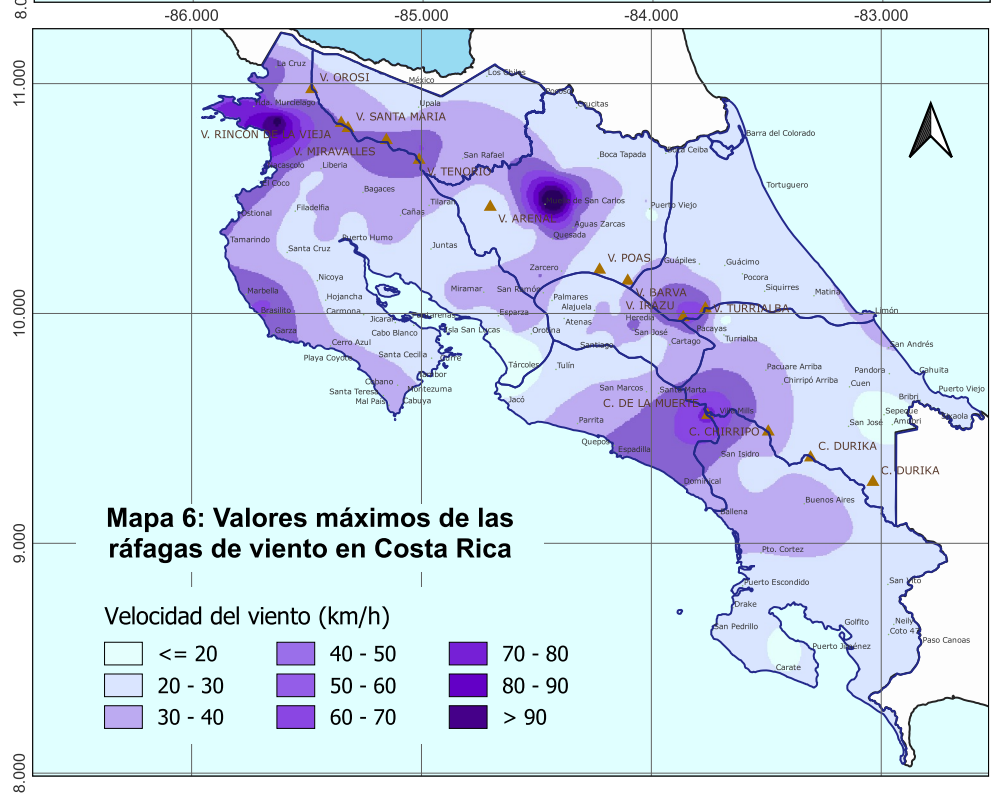 -86.000
-85.000
-84.000
-83.000
11.000
10.000
9.000
8.000
La Cruz
V. OROSI
México
Los Chiles
Pocosol
Crucitas
Upala
V. SANTA MARIA
V. RINCÓN DE LA VIEJA
V. MIRAVALLES
Liberia
San Rafael
Boca Tapada
Boca Ceiba
Barra del Colorado
V. TENORIO
El Coco
Bagaces
Tilarán
Tortuguero
Ostional
Filadelfia
Cañas
V. ARENAL
Muelle de San Carlos
Puerto Viejo
Aguas Zarcas
Quesada
Tamarindo
Puerto Humo
Santa Cruz
Juntas
V. POAS
Guápiles
Guácimo
Zarcero
Nicoya
Pocora
Marbella
Miramar
San Ramón
V. BARVA
Siquirres
Matina
Hojancha
Palmares
Brasilito
Carmona
Esparza
Alajuela
V. IRAZU
V. TURRIALBA
Limón
Jicaral
Heredia
Isla San Lucas
Atenas
Garza
Cabo Blanco
Orotina
San José
Pacayas
Cerro Azul
Santiago
Cartago
Turrialba
San Andrés
Playa Coyote
Santa Cecilia
Tárcoles
Tulín
Pacuare Arriba
Pandora
Cahuita
Cóbano
Chirripó Arriba
Cuen
Santa Teresa
Montezuma
San Marcos
Santa Marta
Puerto Viejo
Mal País
Cabuya
Jacó
C. DE LA MUERTE
Bribri
Villa Mills
Sepeque
Sixaola
Parrita
San José
Amubri
C. CHIRRIPÓ
Quepos
Espadilla
San Isidro
C. DURIKA
C. DURIKA
Dominical
Buenos Aires
Ballena
Mapa 6: Valores máximos de las
ráfagas de viento en Costa Rica
Pto. Cortez
Puerto Escondido
San Vito
Drake
San Pedrillo
Golfito
Neily
Coto 47
Paso Canoas
Puerto Jiménez
Carate
Velocidad del viento (km/h)
<= 20
20 - 30
30 - 40
40 - 50
50 - 60
60 - 70
70 - 80
80 - 90
> 90